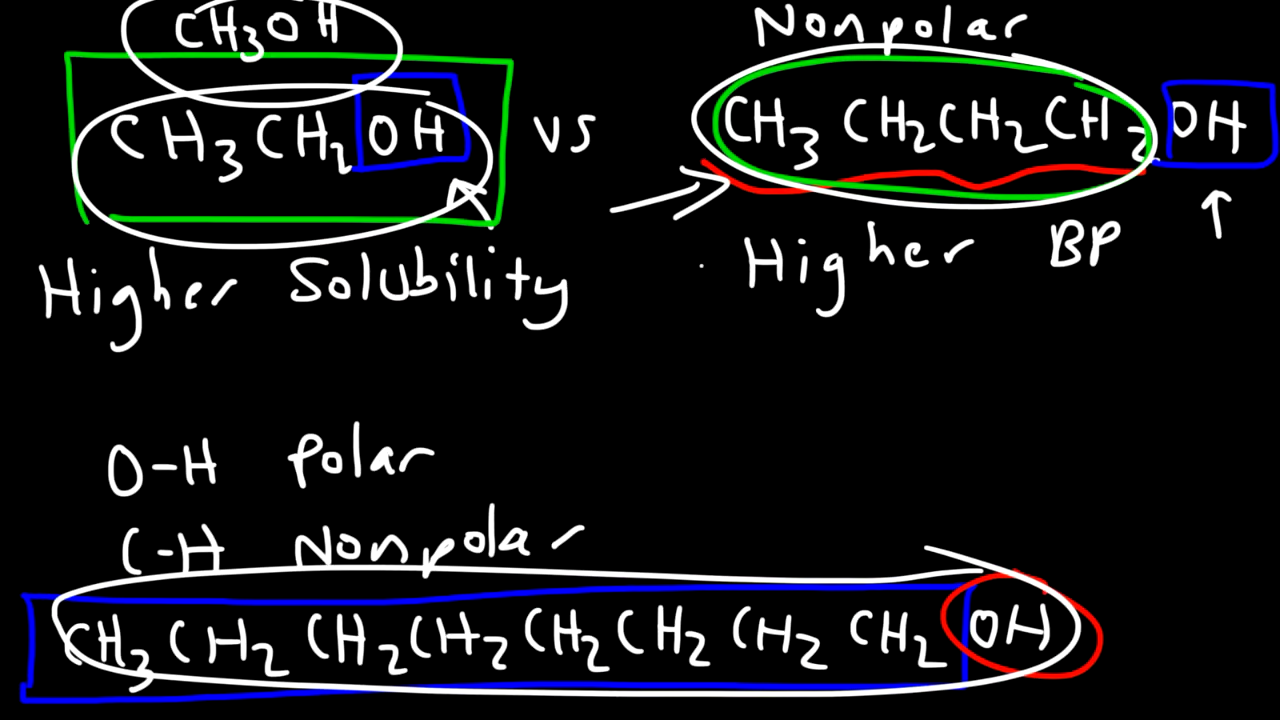 CH3OH
Nonpolar
CH3CH2OH vs CH3CH2CH2CH2OH
Higher Solubility
Higher BP
O-H Polar
C-H Nonpolar
CH3CH2CH2CH2CH2CH2CH2CH2OH